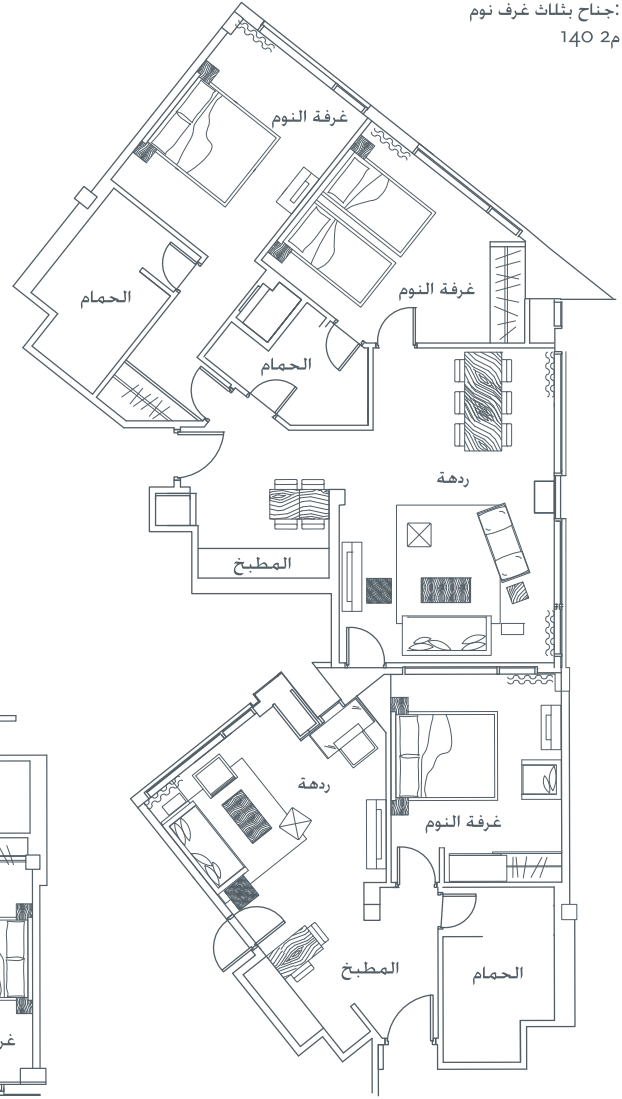 جناح بثلاث غرف نوم:
140 م2
غرفة النوم
غرفة النوم
الحمام
الحمام
ردهة
المطبخ
ردهة
غرفة النوم
المطبخ
الحمام
غر